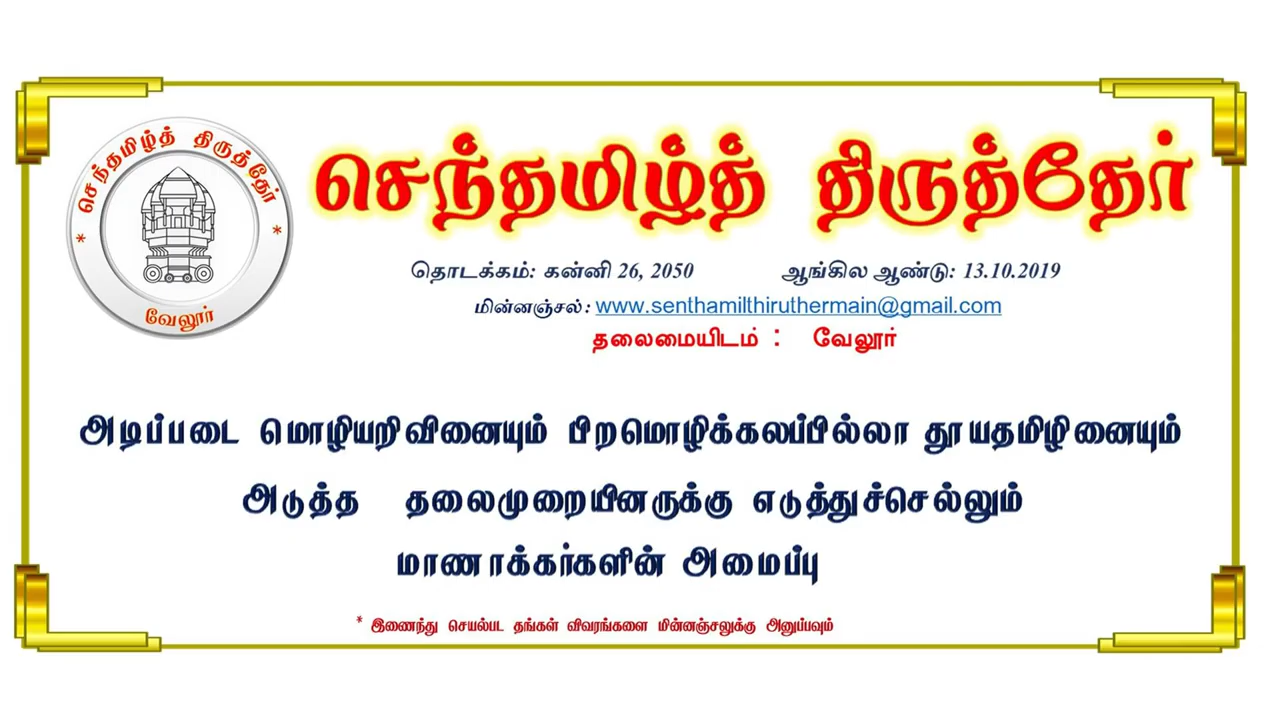 * செந்தமிழ்த் திருத்தேர் *
வேலூர்
செந்தமிழ்த் திருத்தேர்
தொடக்கம்: கன்னி 26, 2050 ஆங்கில ஆண்டு: 13.10.2019
மின்னஞ்சல்: www.senthamilthiruthermain@gmail.com
தலைமையிடம் : வேலூர்
அடிப்படை மொழியறிவினையும் பிறமொழிக்கலப்பில்லா தூயதமிழினையும்
அடுத்த தலைமுறையினருக்கு எடுத்துச்செல்லும்
மாணாக்கர்களின் அமைப்பு
* இணைந்து செயல்பட தங்கள் விவரங்களை மின்னஞ்சலுக்கு அனுப்பவும்